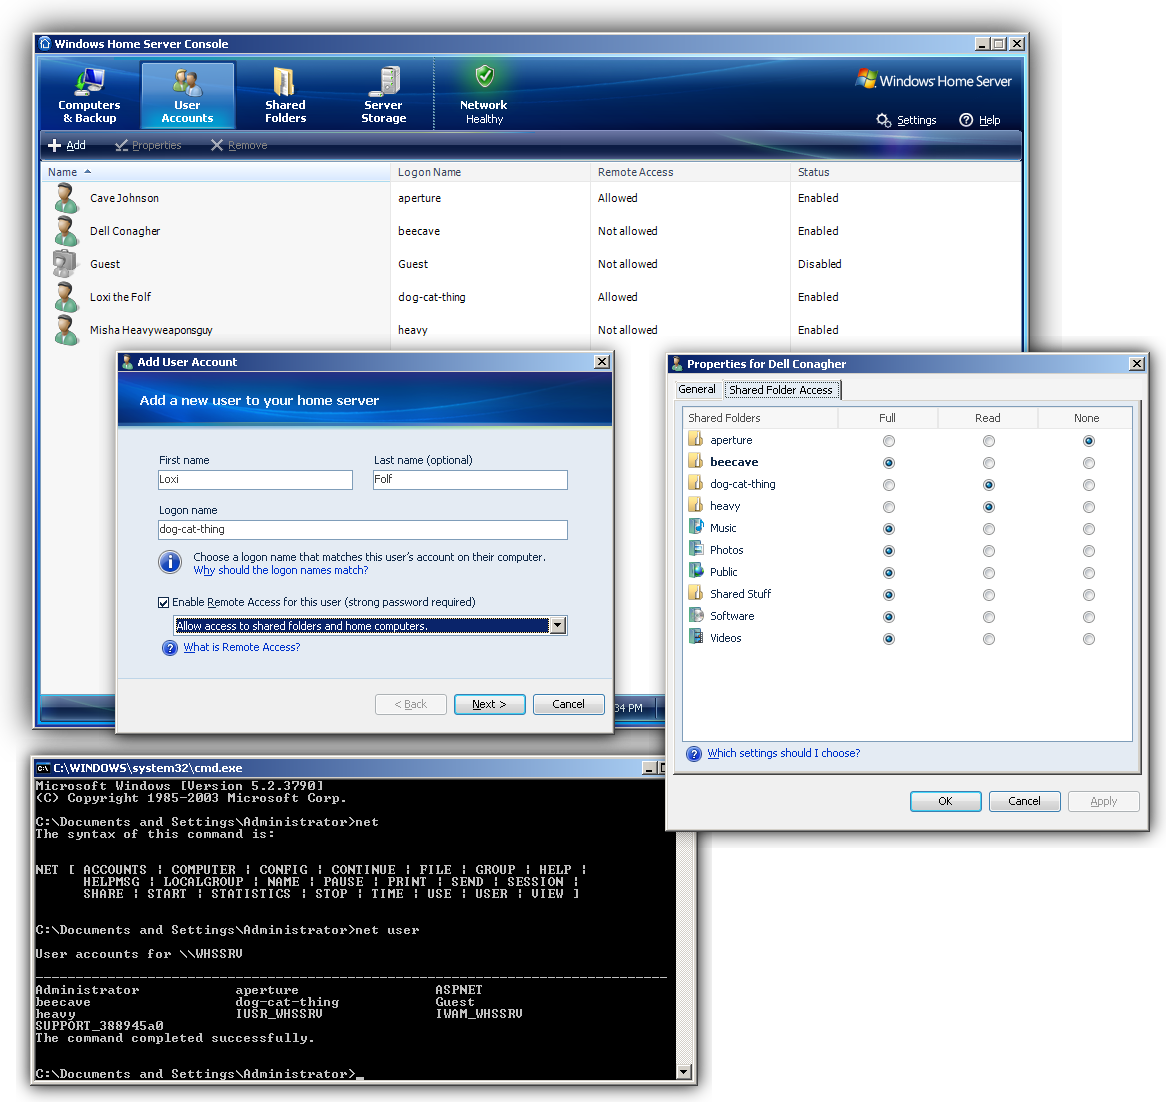 Windows Home Server Console
Computers & Backup
User Accounts
Shared Folders
Server Storage
Network
Healthy
Windows Home Server
Settings
Help
Add
Properties
Remove
Name Logon Name Remote Access Status
Cave Johnson aperture Allowed Enabled
Dell Conagher beecave Not allowed Enabled
Guest Guest Not allowed Disabled
Loxi the Folf dog-cat-thing Allowed Enabled
Misha Heavyweaponsguy heavy Not allowed Enabled
34 PM
Add User Account
Add a new user to your home server
First name Last name (optional)
Loxi Folf
Logon name
dog-cat-thing
Choose a logon name that matches this user's account on their computer.
Why should the logon names match?
Enable Remote Access for this user (strong password required)
Allow access to shared folders and home computers.
What is Remote Access?
< Back Next > Cancel
Properties for Dell Conagher
General Shared Folder Access
Shared Folders Full Read None
aperture
beecave
dog-cat-thing
heavy
Music
Photos
Public
Shared Stuff
Software
Videos
Which settings should I choose?
OK Cancel Apply
C:\WINDOWS\system32\cmd.exe
Microsoft Windows [Version 5.2.3790]
(C) Copyright 1985-2003 Microsoft Corp.
C:\Documents and Settings\Administrator>net
The syntax of this command is:
NET [ ACCOUNTS | COMPUTER | CONFIG | CONTINUE | FILE | GROUP | HELP |
HELPMSG | LOCALGROUP | NAME | PAUSE | PRINT | SEND | SESSION |
SHARE | START | STATISTICS | STOP | TIME | USE | USER | VIEW ]
C:\Documents and Settings\Administrator>net user
User accounts for \\WHSSRV
-------------------------------------------------------------------------------
Administrator aperture ASPNET
beecave dog-cat-thing Guest
heavy IUSR_WHSSRV IWAM_WHSSRV
SUPPORT_388945a0
The command completed successfully.
C:\Documents and Settings\Administrator>_